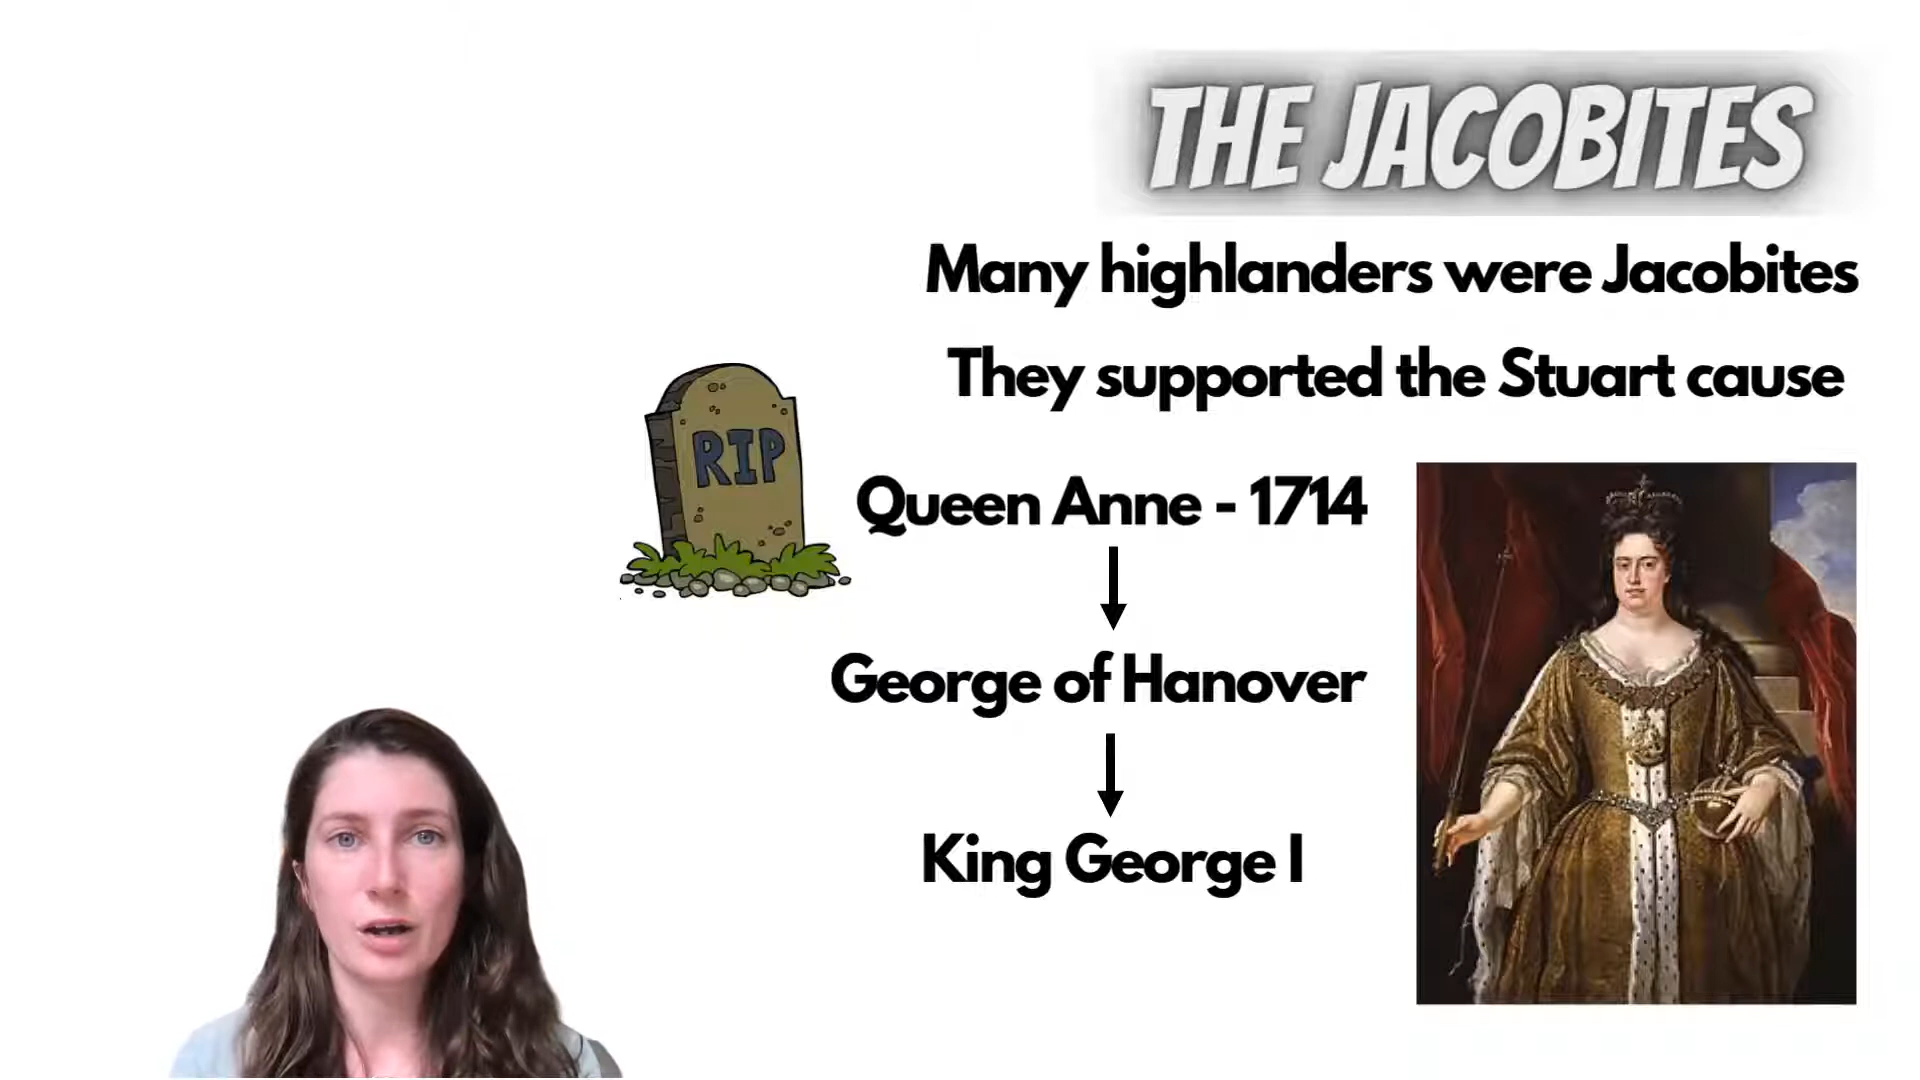 THE JACOBITES
Many highlanders were Jacobites
They supported the Stuart cause
RIP
Queen Anne - 1714
George of Hanover
King George I